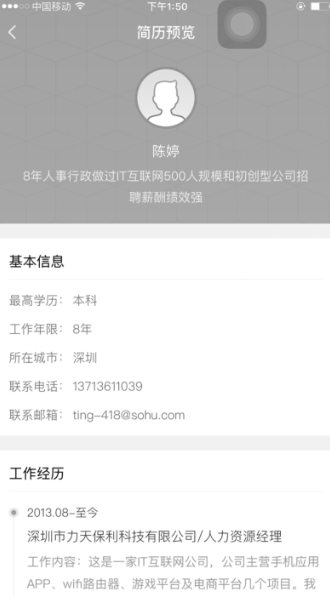 中国移动
下午1:50
简历预览
陈婷
8年人事行政做过IT互联网500人规模和初创型公司招
聘薪酬绩效强
基本信息
最高学历： 本科
工作年限： 8年
所在城市： 深圳
联系电话： 13713611039
联系邮箱： ting-418@sohu.com
工作经历
2013.08-至今
深圳市力天保利科技有限公司/人力资源经理
工作内容：这是一家IT互联网公司，公司主营手机应用
APP、wifi路由器、游戏平台及电商平台几个项目。我